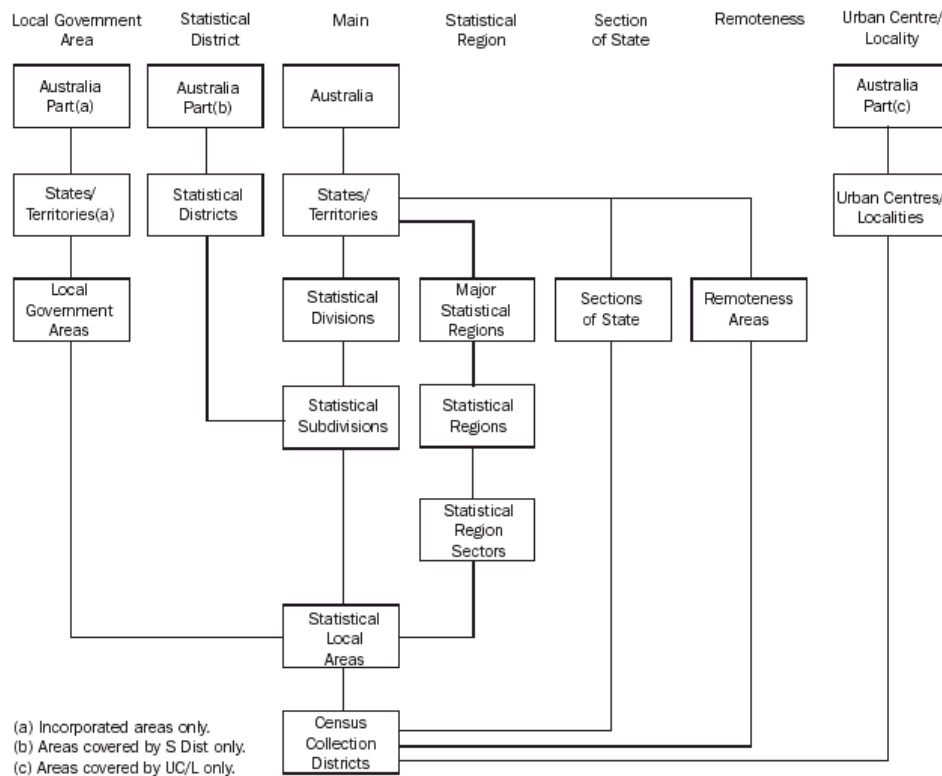 Local Government
Area
Statistical
District
Main
Statistical
Region
Section
of State
Remoteness
Urban Centre/
Locality
Australia
Part(a)
Australia
Part(b)
Australia
Australia
Part(c)
States/
Territories(a)
Statistical
Districts
States/
Territories
Urban Centres/
Localities
Local
Government
Areas
Statistical
Divisions
Major
Statistical
Regions
Sections
of State
Remoteness
Areas
Statistical
Subdivisions
Statistical
Regions
Statistical
Region
Sectors
Statistical
Local
Areas
Census
Collection
Districts
(a) Incorporated areas only.
(b) Areas covered by S Dist only.
(c) Areas covered by UC/L only.